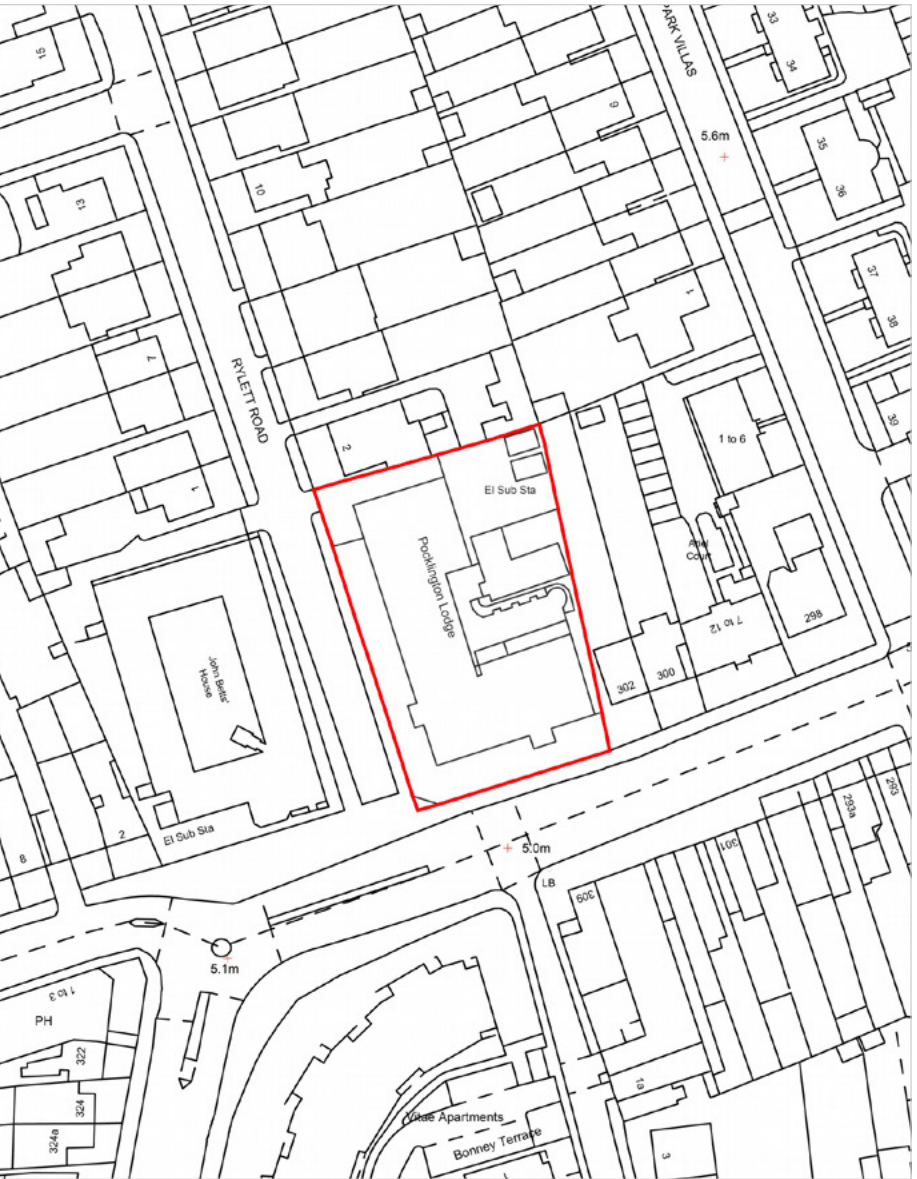 15
PARK VILLAS
33
34
9
5.6m
10
35
36
13
37
38
1
7
RYLETT ROAD
39
2
1 to 6
1
El Sub Sta
Pocklington Lodge
Ariel
Court
7 to 12
298
John Betts'
House
302
300
293
293a
2
El Sub Sta
8
5.0m
301
LB
309
5.1m
1 to 3
PH
322
1a
324
324a
Vitae Apartments
Bonney Terrace
3